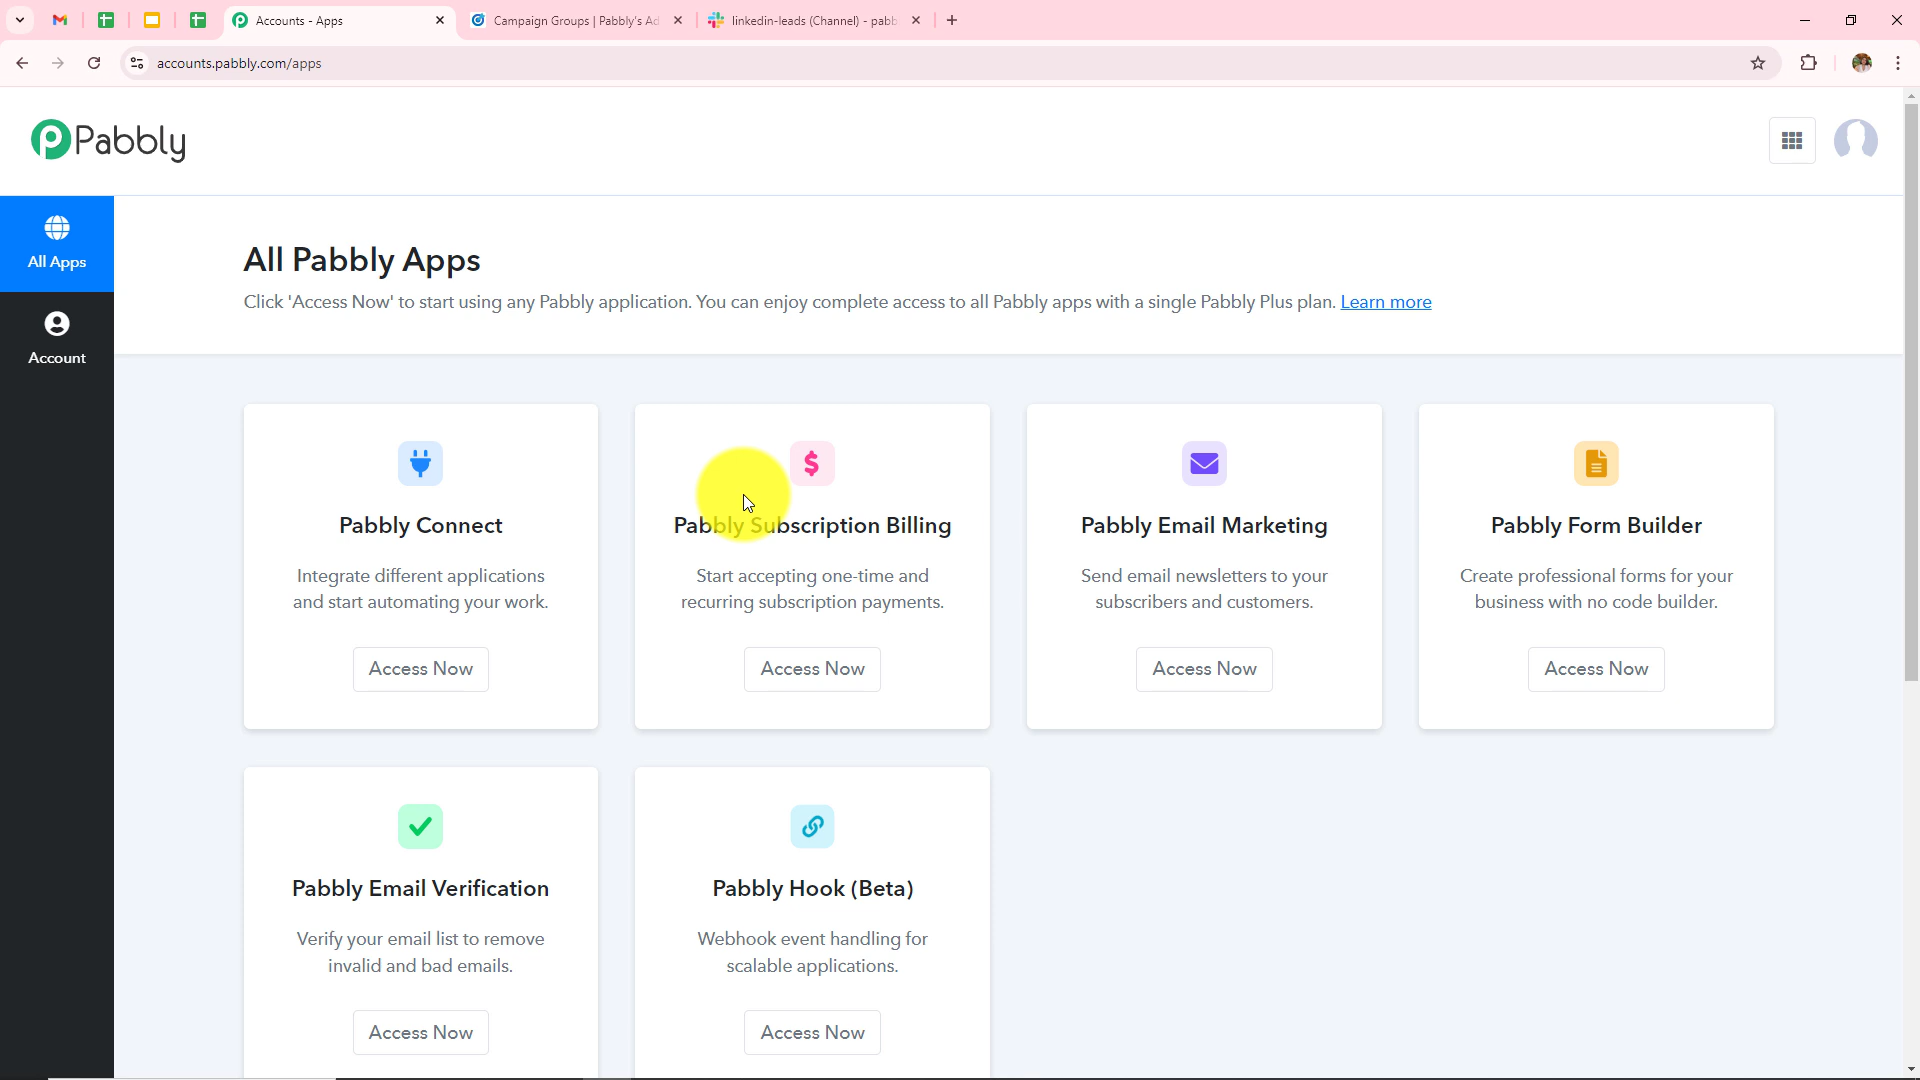 Accounts - Apps
Campaign Groups | Pabbly's Ad
linkedin-leads (Channel) - pabb
accounts.pabbly.com/apps
Pabbly
All Apps
Account
All Pabbly Apps
Click 'Access Now' to start using any Pabbly application. You can enjoy complete access to all Pabbly apps with a single Pabbly Plus plan. Learn more
Pabbly Connect
Integrate different applications
and start automating your work.
Access Now
Pabbly Subscription Billing
Start accepting one-time and
recurring subscription payments.
Access Now
Pabbly Email Marketing
Send email newsletters to your
subscribers and customers.
Access Now
Pabbly Form Builder
Create professional forms for your
business with no code builder.
Access Now
Pabbly Email Verification
Verify your email list to remove
invalid and bad emails.
Access Now
Pabbly Hook (Beta)
Webhook event handling for
scalable applications.
Access Now